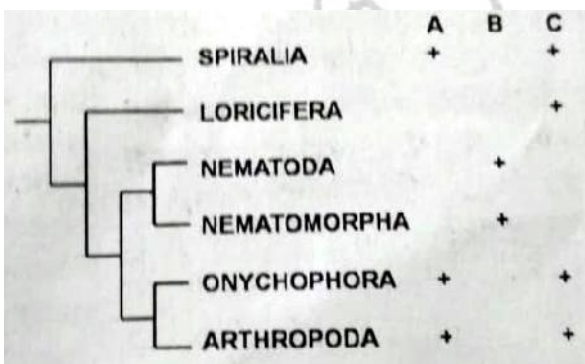 A B C
SPIRALIA + +
LORICIFERA +
NEMATODA +
NEMATOMORPHA +
ONYCHOPHORA + +
ARTHROPODA + +